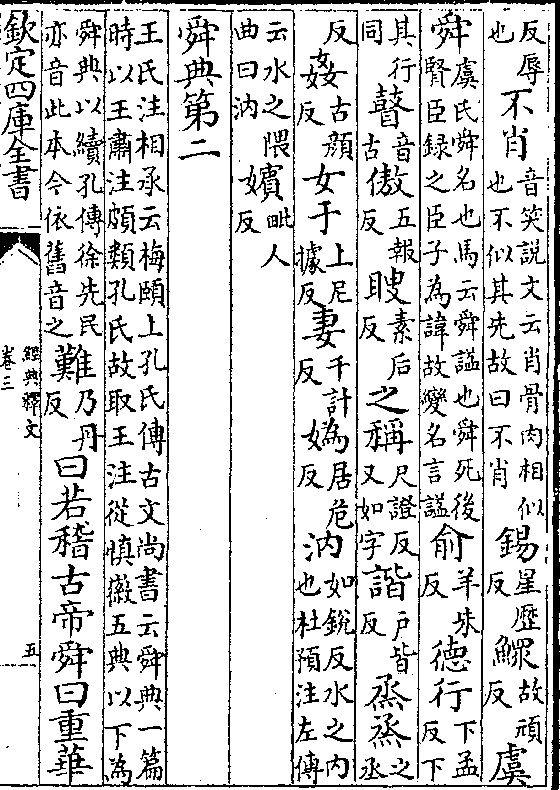 反辱也不肖音笑説文云肖骨肉相似也不似其先故曰不肖錫星歴反鰥故頑反虞
舜虞氏舜名也馬云舜謚也舜死後賢臣録之臣子為諱故變名言謚俞羊朱反德行下孟反下
其行同瞽音古傲五報反瞍素后反之稱尺證反又如字諧户皆反烝烝之丞
反姦古顔反女于上尼據反妻千計反媯居危反汭如銳反水之内也杜預注左傳
云水之隈曲曰汭嬪毗人反
舜典第二
王氏注相承云梅頤上孔氏傳古文尚書云舜典一篇時以王肅注頗類孔氏故取王注從慎徽五典以下為
舜典以續孔傳徐先民亦音此本今依舊音之難乃丹反曰若稽古帝舜曰重華
欽定四庫全書
經典釋文
卷三
五